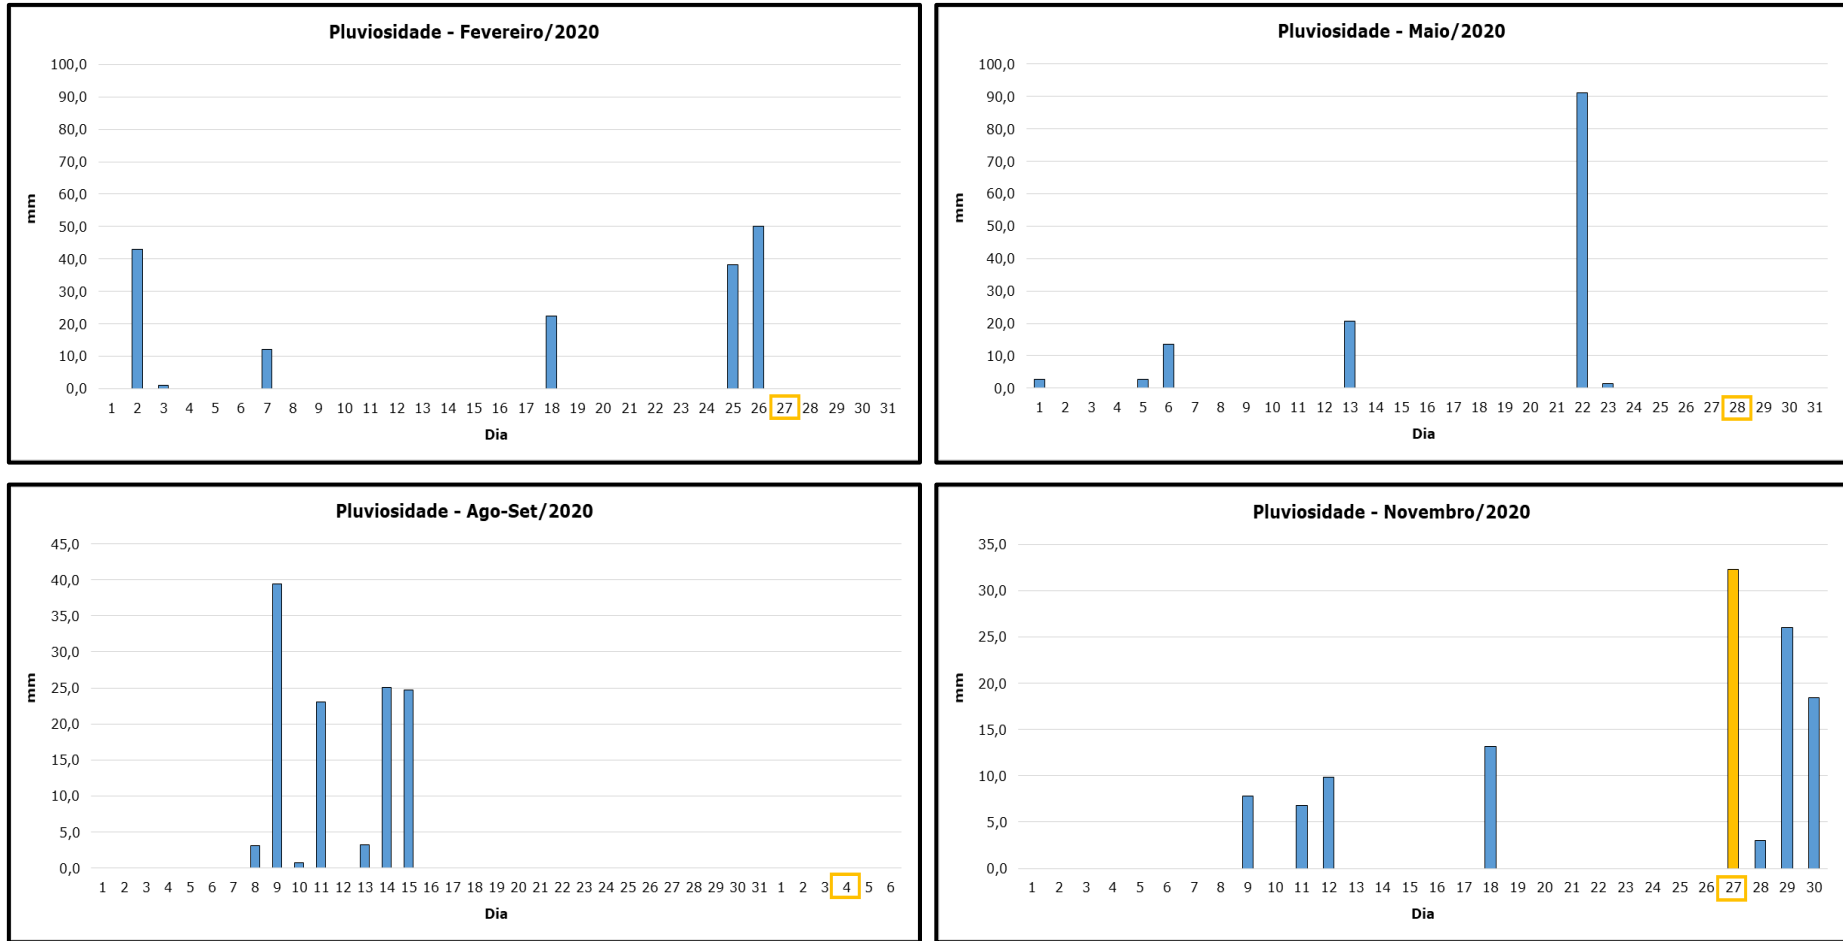 Pluviosidade - Fevereiro/2020
100,0
90,0
80,0
70,0
60,0
50,0
40,0
30,0
20,0
10,0
0,0
mm
1 2 3 4 5 6 7 8 9 10 11 12 13 14 15 16 17 18 19 20 21 22 23 24 25 26 27 28 29 30 31
Dia
Pluviosidade - Maio/2020
100,0
90,0
80,0
70,0
60,0
50,0
40,0
30,0
20,0
10,0
0,0
mm
1 2 3 4 5 6 7 8 9 10 11 12 13 14 15 16 17 18 19 20 21 22 23 24 25 26 27 28 29 30 31
Dia
Pluviosidade - Ago-Set/2020
45,0
40,0
35,0
30,0
25,0
20,0
15,0
10,0
5,0
0,0
mm
1 2 3 4 5 6 7 8 9 10 11 12 13 14 15 16 17 18 19 20 21 22 23 24 25 26 27 28 29 30 31 1 2 3 4 5 6
Dia
Pluviosidade - Novembro/2020
35,0
30,0
25,0
20,0
15,0
10,0
5,0
0,0
mm
1 2 3 4 5 6 7 8 9 10 11 12 13 14 15 16 17 18 19 20 21 22 23 24 25 26 27 28 29 30
Dia